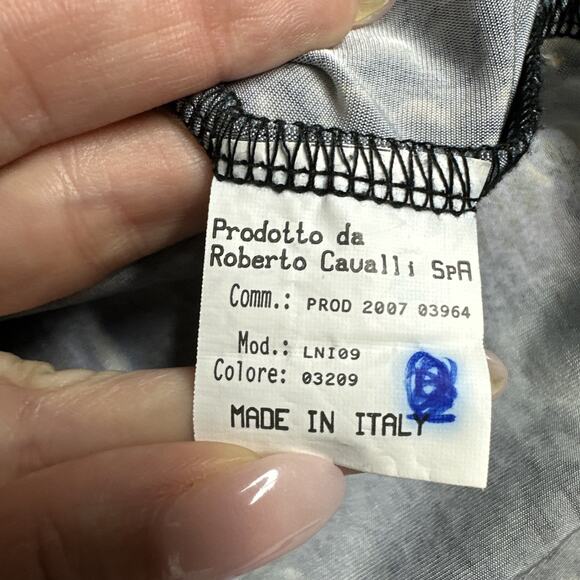 Prodotto da
Roberto Cavalli SpA
Comm.: PROD 2007 03964
Mod.: LNI09
Colore: 03209
MADE IN ITALY